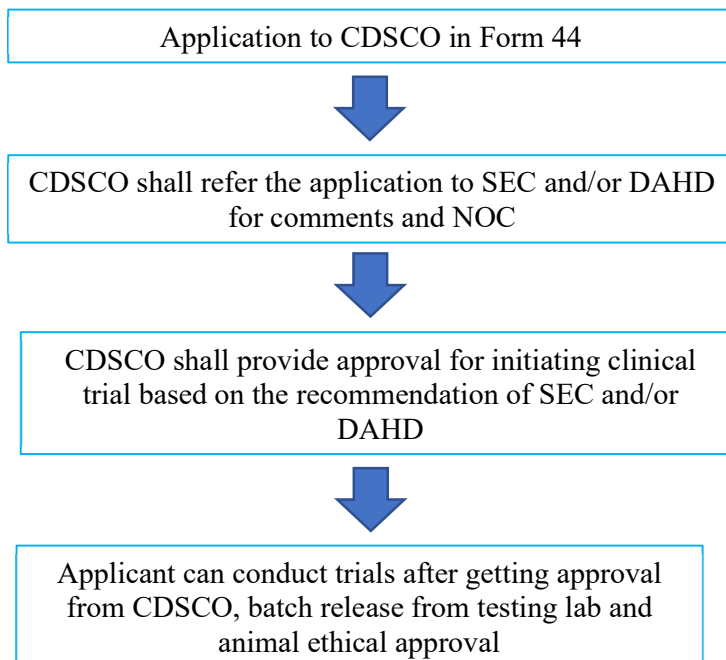 Application to CDSCO in Form 44
CDSCO shall refer the application to SEC and/or DAHD
for comments and NOC
CDSCO shall provide approval for initiating clinical
trial based on the recommendation of SEC and/or
DAHD
Applicant can conduct trials after getting approval
from CDSCO, batch release from testing lab and
animal ethical approval